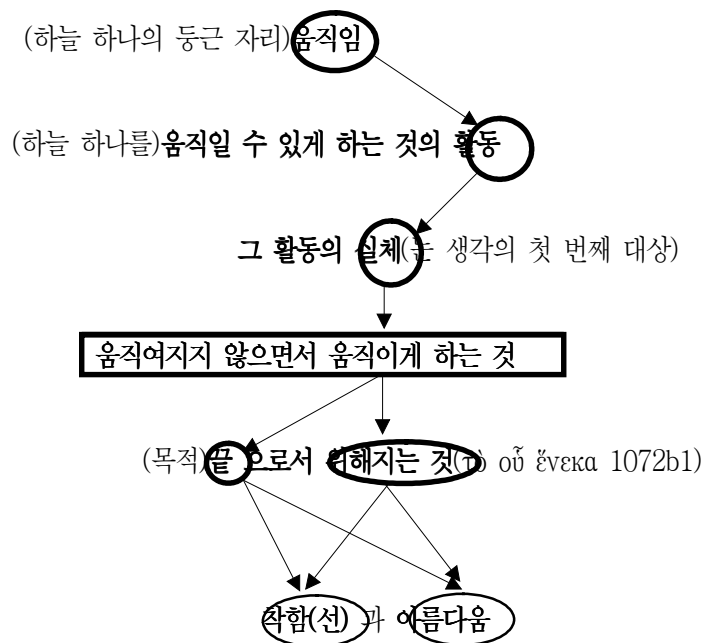 (하늘 하나의 둥근 자리)움직임
(하늘 하나를)움직일 수 있게 하는 것의 활동
그 활동의 실체(는 생각의 첫 번째 대상)
움직여지지 않으면서 움직이게 하는 것
(목적)끝 으로서 위해지는 것(τὸ οὗ ἕνεκα 1072b1)
착함(선) 과 아름다움